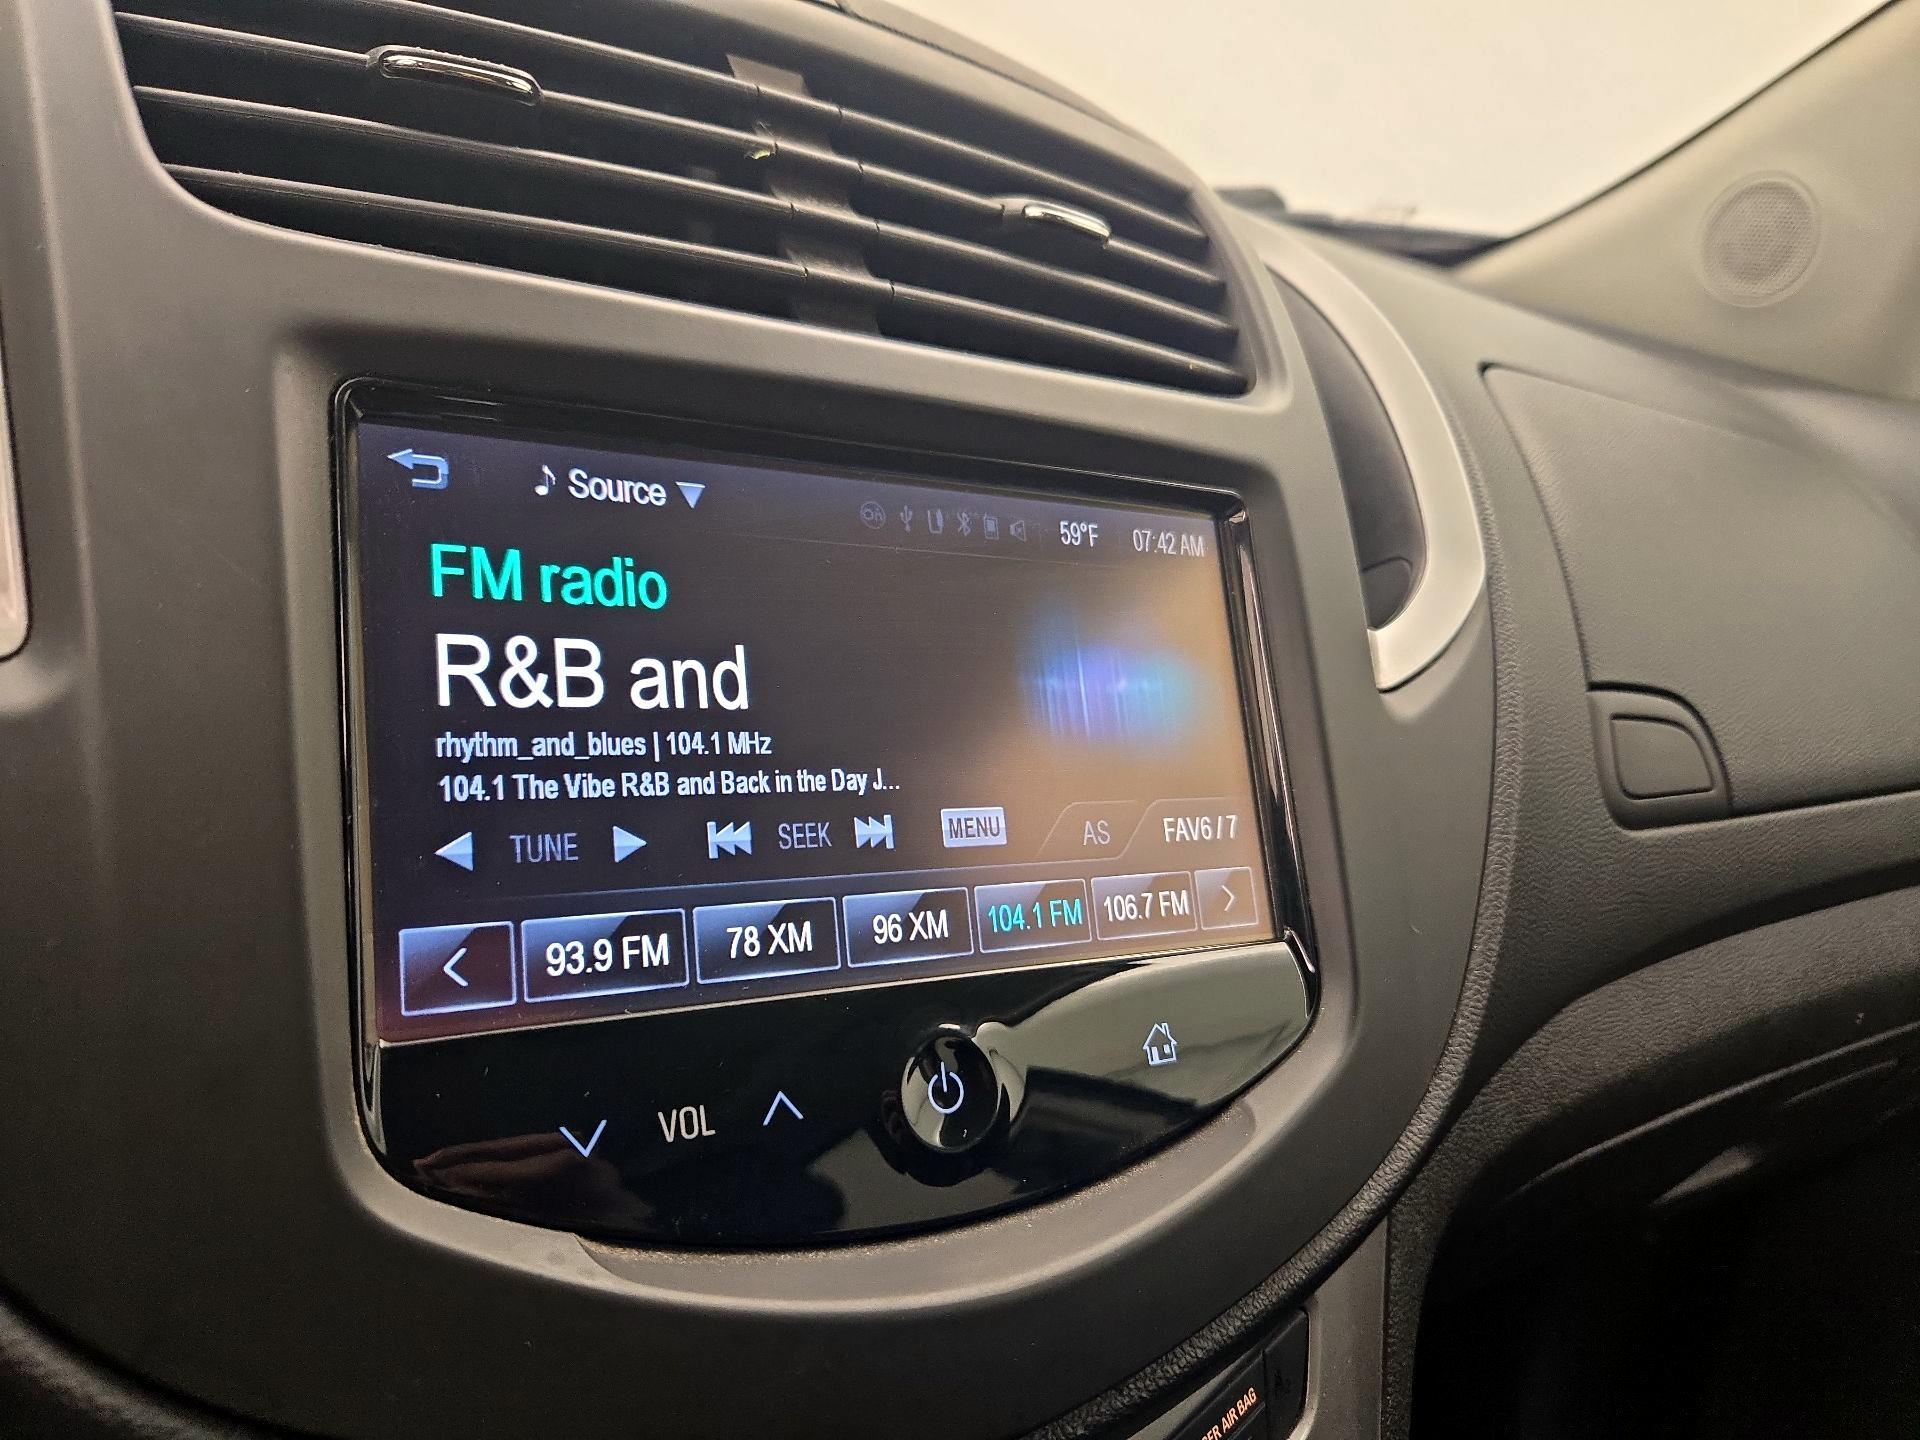 Source
59°F 07:42 AM
FM radio
R&B and
rhythm_and_blues | 104.1 MHz
104.1 The Vibe R&B and Back in the Day J...
TUNE SEEK MENU AS FAV6 / 7
93.9 FM 78 XM 96 XM 104.1 FM 106.7 FM
VOL
AIR BAG